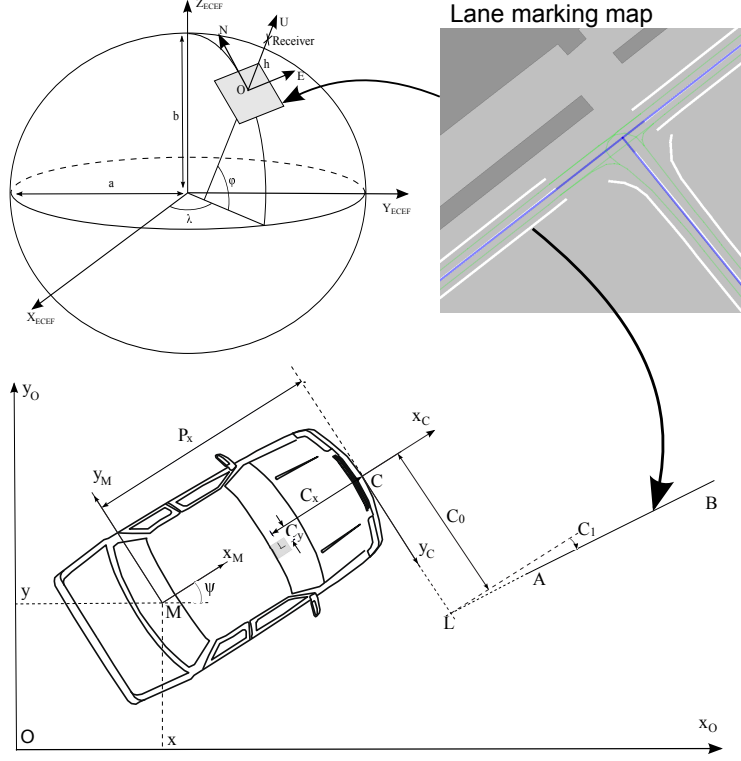 Lane marking map
Z_ECEF
N
U
Receiver
h
E
O
b
a
φ
λ
Y_ECEF
X_ECEF
y_O
P_x
x_C
y_M
C
C_x
C_0
B
C_y
C_1
x_M
y_C
A
ψ
y
M
L
x_O
O
x